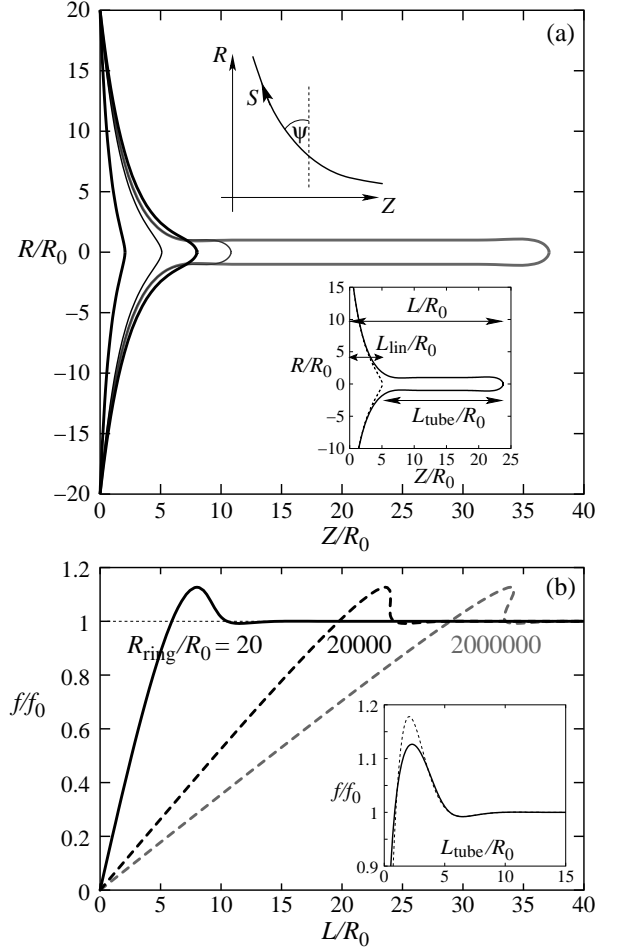 20
(a)
15
R
10
S
ψ
5
Z
R/R0
0
15
L/R0
−5
10
Llin/R0
R/R0
5
0
−10
−5
Ltube/R0
−15
−10
0 5 10 15 20 25
Z/R0
−20
0 5 10 15 20 25 30 35 40
Z/R0
1.2
(b)
1
Rring/R0 = 20 20000 2000000
0.8
f/f0
1.2
0.6
1.1
f/f0
0.4
1
0.2
Ltube/R0
0.9
0 5 10 15
0
0 5 10 15 20 25 30 35 40
L/R0